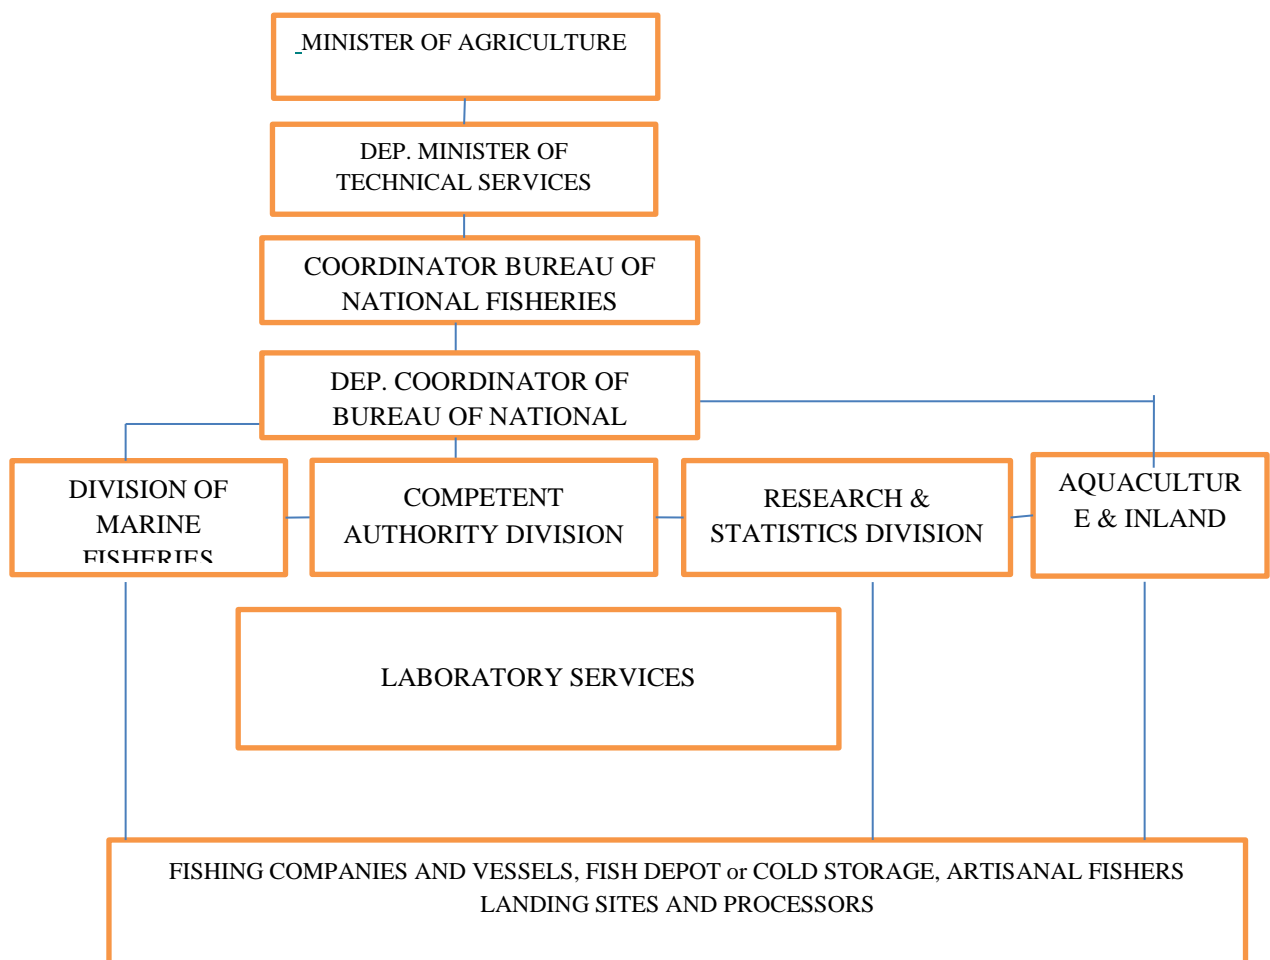 MINISTER OF AGRICULTURE
DEP. MINISTER OF
TECHNICAL SERVICES
COORDINATOR BUREAU OF
NATIONAL FISHERIES
DEP. COORDINATOR OF
BUREAU OF NATIONAL
DIVISION OF
MARINE
FISHERIES
COMPETENT
AUTHORITY DIVISION
RESEARCH &
STATISTICS DIVISION
AQUACULTUR
E & INLAND
LABORATORY SERVICES
FISHING COMPANIES AND VESSELS, FISH DEPOT or COLD STORAGE, ARTISANAL FISHERS
LANDING SITES AND PROCESSORS